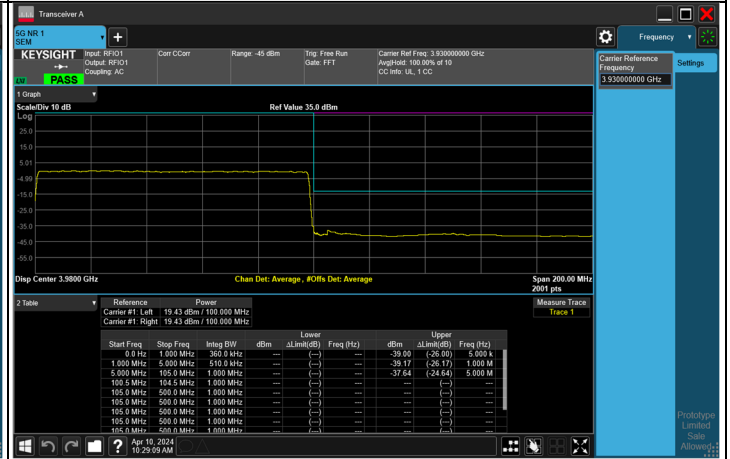 Transceiver A
5G NR 1
SEM
Frequency
KEYSIGHT
Input: RFIO1
Output: RFIO1
Coupling: AC
Corr CCorr
Range: -45 dBm
Trig: Free Run
Gate: FFT
Carrier Ref Freq: 3.930000000 GHz
Avg|Hold: 100.00% of 10
CC Info: UL, 1 CC
LXI
PASS
Carrier Reference
Frequency
3.930000000 GHz
Settings
1 Graph
Scale/Div 10 dB
Ref Value 35.0 dBm
Log
25.0
15.0
5.01
-4.99
-15.0
-25.0
-35.0
-45.0
-55.0
Disp Center 3.9800 GHz
Chan Det: Average , #Offs Det: Average
Span 200.00 MHz
2001 pts
2 Table
Reference Power
Carrier #1: Left 19.43 dBm / 100.000 MHz
Carrier #1: Right 19.43 dBm / 100.000 MHz
Measure Trace
Trace 1
Lower Upper
Start Freq Stop Freq Integ BW dBm ΔLimit(dB) Freq (Hz) dBm ΔLimit(dB) Freq (Hz)
0.0 Hz 1.000 MHz 360.0 kHz --- (---) --- -39.00 (-26.00) 5.000 k
1.000 MHz 5.000 MHz 510.0 kHz --- (---) --- -39.17 (-26.17) 1.000 M
5.000 MHz 105.0 MHz 1.000 MHz --- (---) --- -37.64 (-24.64) 5.000 M
100.5 MHz 104.5 MHz 1.000 MHz --- (---) --- --- (---) ---
105.0 MHz 500.0 MHz 1.000 MHz --- (---) --- --- (---) ---
105.0 MHz 500.0 MHz 1.000 MHz --- (---) --- --- (---) ---
105.0 MHz 500.0 MHz 1.000 MHz --- (---) --- --- (---) ---
105.0 MHz 500.0 MHz 1.000 MHz --- (---) --- --- (---) ---
105.0 MHz 500.0 MHz 1.000 MHz --- (---) --- --- (---) ---
Prototype
Limited
Sale
Allowed
?
Apr 10, 2024
10:29:09 AM